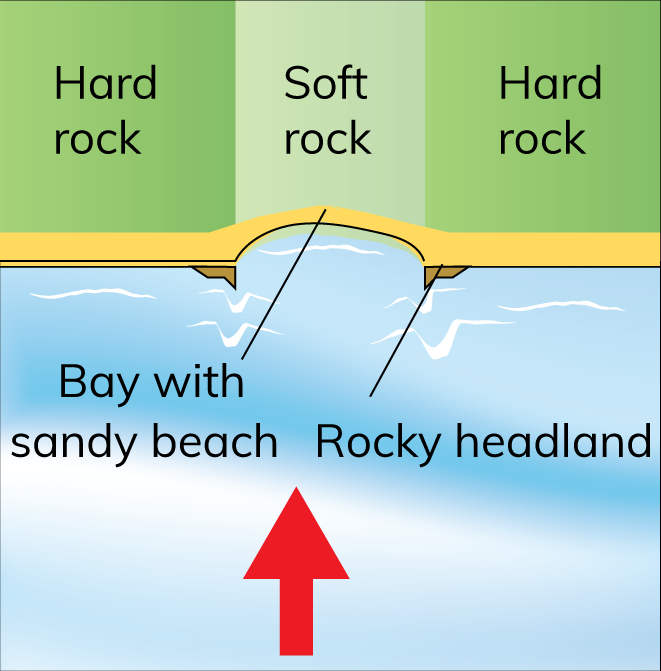 Hard
rock
Soft
rock
Hard
rock
Bay with
sandy beach
Rocky headland